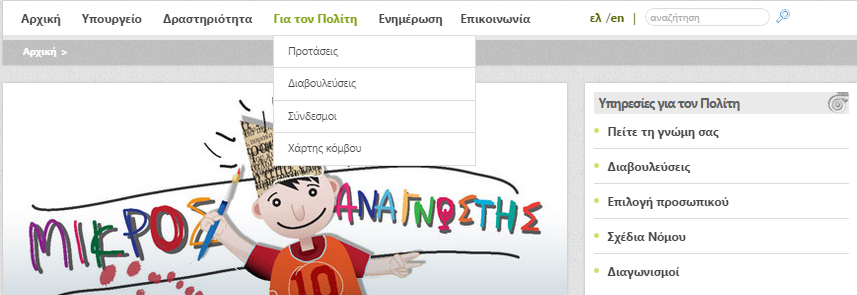 Αρχική Υπουργείο Δραστηριότητα Για τον Πολίτη Ενημέρωση Επικοινωνία ελ /en | αναζήτηση
Αρχική >
Προτάσεις
Διαβουλεύσεις
Σύνδεσμοι
Χάρτης κόμβου
ΜΙΚΡΟΣ ΑΝΑΓΝΩΣΤΗΣ
10
Υπηρεσίες για τον Πολίτη
Πείτε τη γνώμη σας
Διαβουλεύσεις
Επιλογή προσωπικού
Σχέδια Νόμου
Διαγωνισμοί